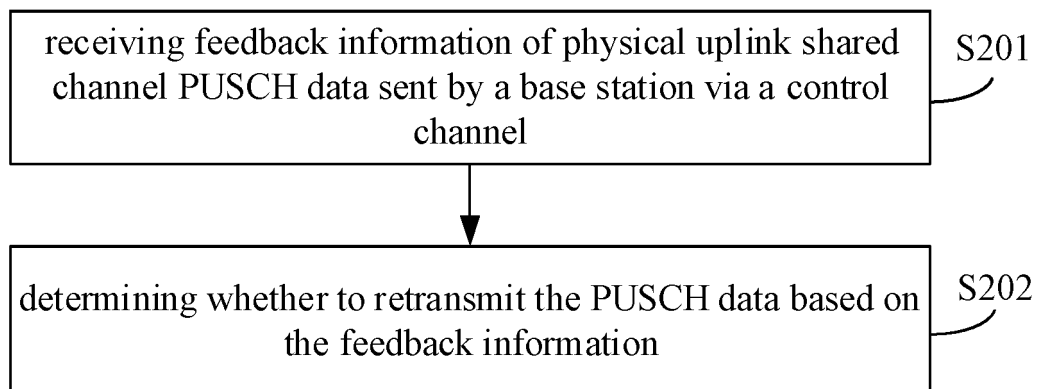 receiving feedback information of physical uplink shared
channel PUSCH data sent by a base station via a control
channel
S201
determining whether to retransmit the PUSCH data based on
the feedback information
S202